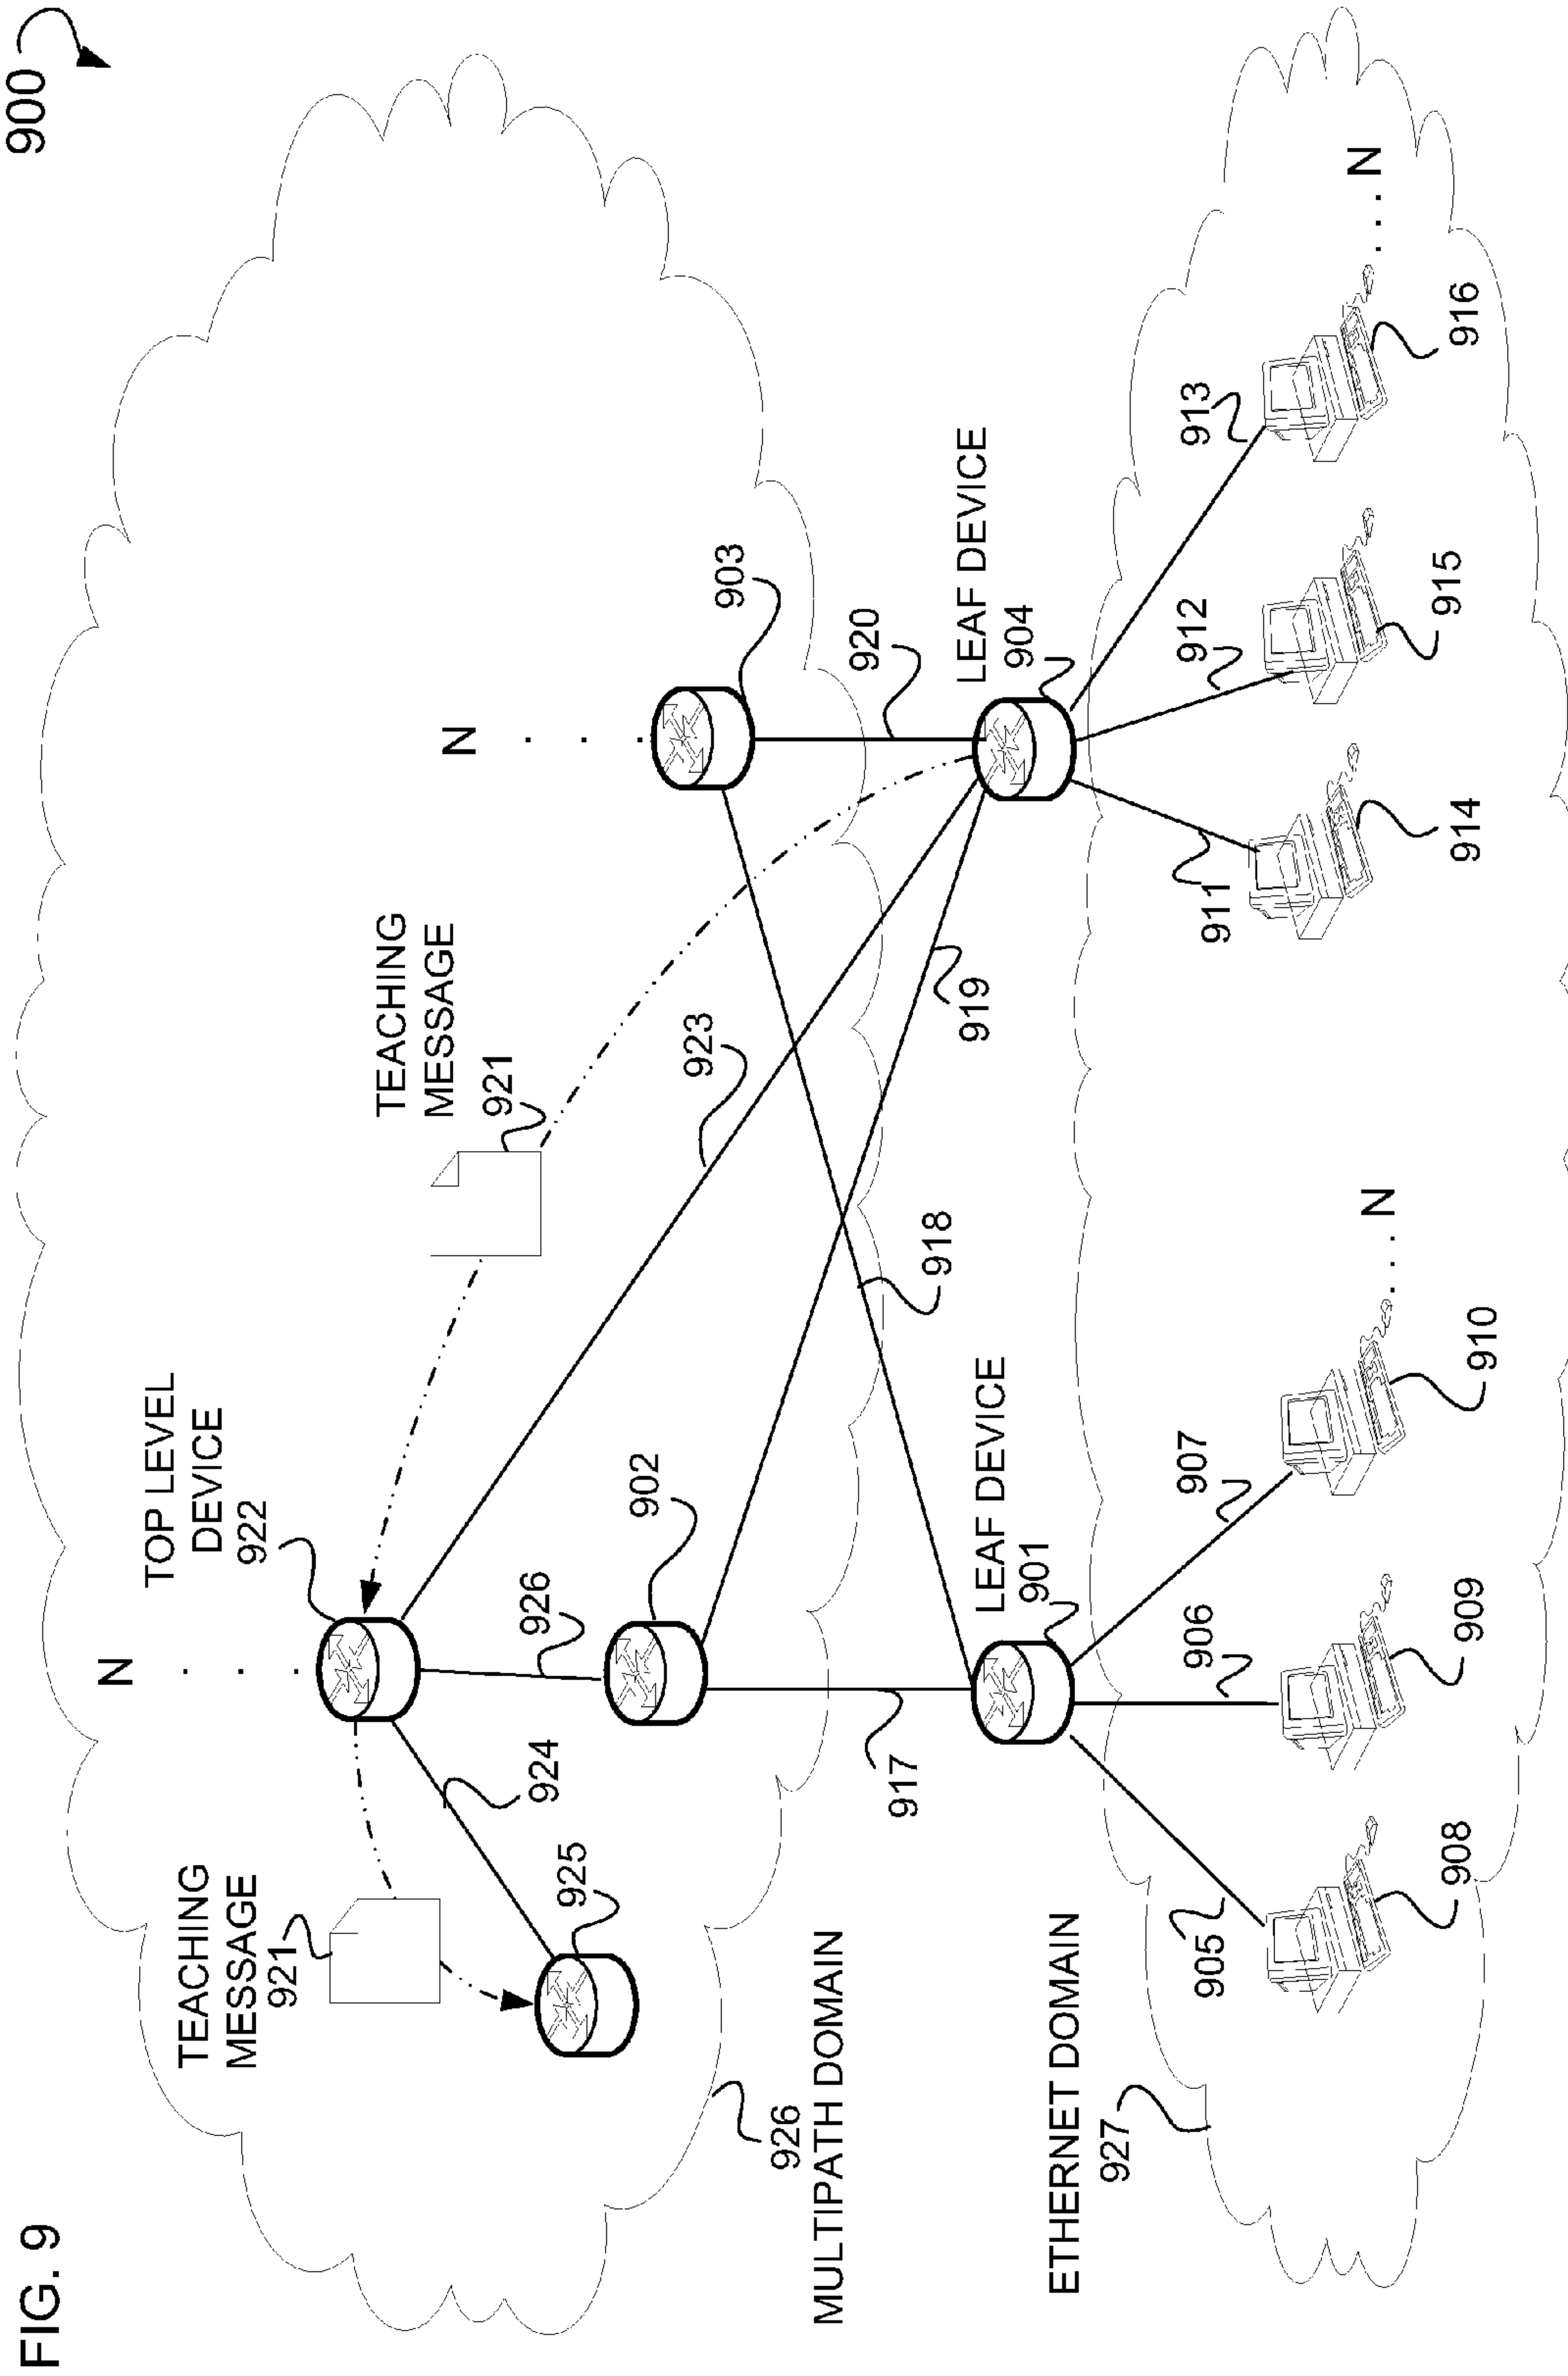 FIG. 9
900
N
TOP LEVEL
DEVICE
922
TEACHING
MESSAGE
921
TEACHING
MESSAGE
921
N
924
926
925
902
923
903
926
MULTIPATH DOMAIN
917
918
919
920
LEAF DEVICE
901
LEAF DEVICE
904
ETHERNET DOMAIN
927
905
906
907
911
912
913
N
N
908
909
910
914
915
916